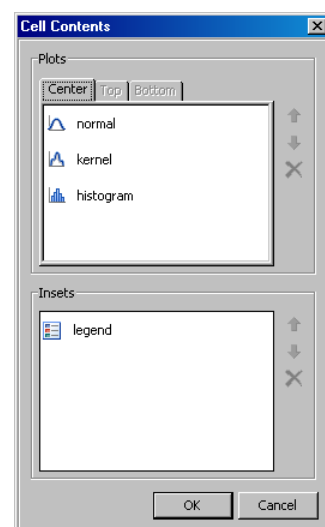 Cell Contents
Plots
Center Top Bottom
normal
kernel
histogram
Insets
legend
OK Cancel